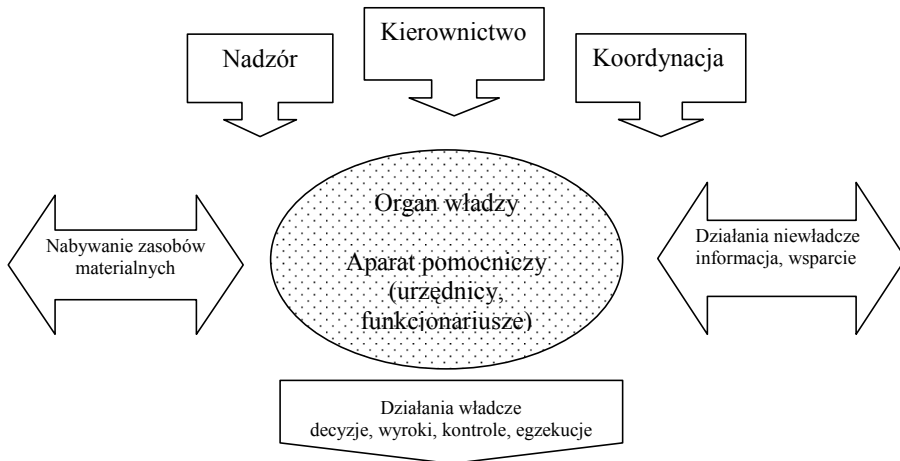 Nadzór
Kierownictwo
Koordynacja
Organ władzy
Aparat pomocniczy
(urzędnicy,
funkcjonariusze)
Nabywanie zasobów
materialnych
Działania niewładcze
informacja, wsparcie
Działania władcze
decyzje, wyroki, kontrole, egzekucje